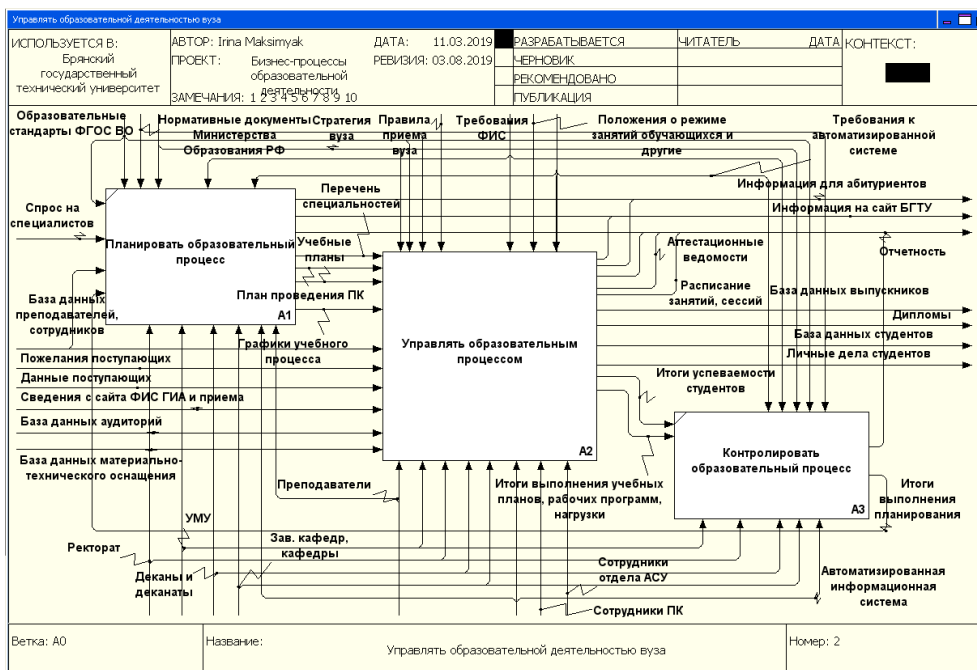 Управлять образовательной деятельностью вуза
ИСПОЛЬЗУЕТСЯ В:
Брянский
государственный
технический университет
АВТОР: Irina Maksimyak
ДАТА: 11.03.2019
ПРОЕКТ: Бизнес-процессы
образовательной
деятельности
РЕВИЗИЯ: 03.08.2019
ЗАМЕЧАНИЯ: 1 2 3 4 5 6 7 8 9 10
РАЗРАБАТЫВАЕТСЯ
ЧЕРНОВИК
РЕКОМЕНДОВАНО
ПУБЛИКАЦИЯ
ЧИТАТЕЛЬ
ДАТА
КОНТЕКСТ:
Образовательные
стандарты ФГОС ВО
Нормативные документы
Министерства
Образования РФ
Стратегия
вуза
Правила
приема
вуза
Требования
ФИС
Положения о режиме
занятий обучающихся и
другие
Требования к
автоматизированной
системе
Информация для абитуриентов
Информация на сайт БГТУ
Отчетность
Спрос на
специалистов
Планировать образовательный
процесс
A1
Перечень
специальностей
Учебные
планы
План проведения ПК
Графики учебного
процесса
База данных
преподавателей,
сотрудников
Аттестационные
ведомости
Расписание
занятий, сессий
База данных выпускников
Дипломы
База данных студентов
Личные дела студентов
Управлять образовательным
процессом
A2
Пожелания поступающих
Данные поступающих
Сведения с сайта ФИС ГИА и приема
База данных аудиторий
База данных материально-
технического оснащения
Итоги успеваемости
студентов
Контролировать
образовательный процесс
A3
Преподаватели
Итоги выполнения учебных
планов, рабочих программ,
нагрузки
Итоги
выполнения
планирования
УМУ
Ректорат
Зав. кафедр,
кафедры
Деканы и
деканаты
Сотрудники
отдела АСУ
Сотрудники ПК
Автоматизированная
информационная
система
Ветка: A0
Название:
Управлять образовательной деятельностью вуза
Номер: 2